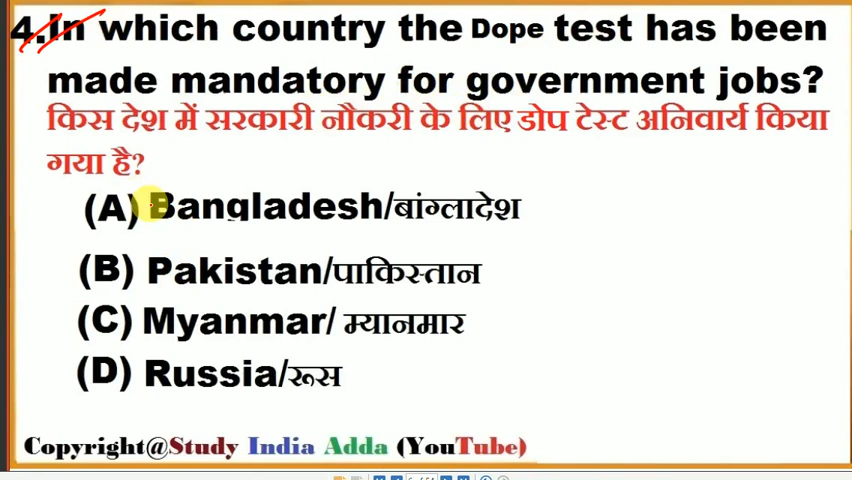 4.In which country the Dope test has been
made mandatory for government jobs?
किस देश में सरकारी नौकरी के लिए डोप टेस्ट अनिवार्य किया
गया है?
(A) Bangladesh/बांग्लादेश
(B) Pakistan/पाकिस्तान
(C) Myanmar/ म्यानमार
(D) Russia/रूस
Copyright@Study India Adda (YouTube)